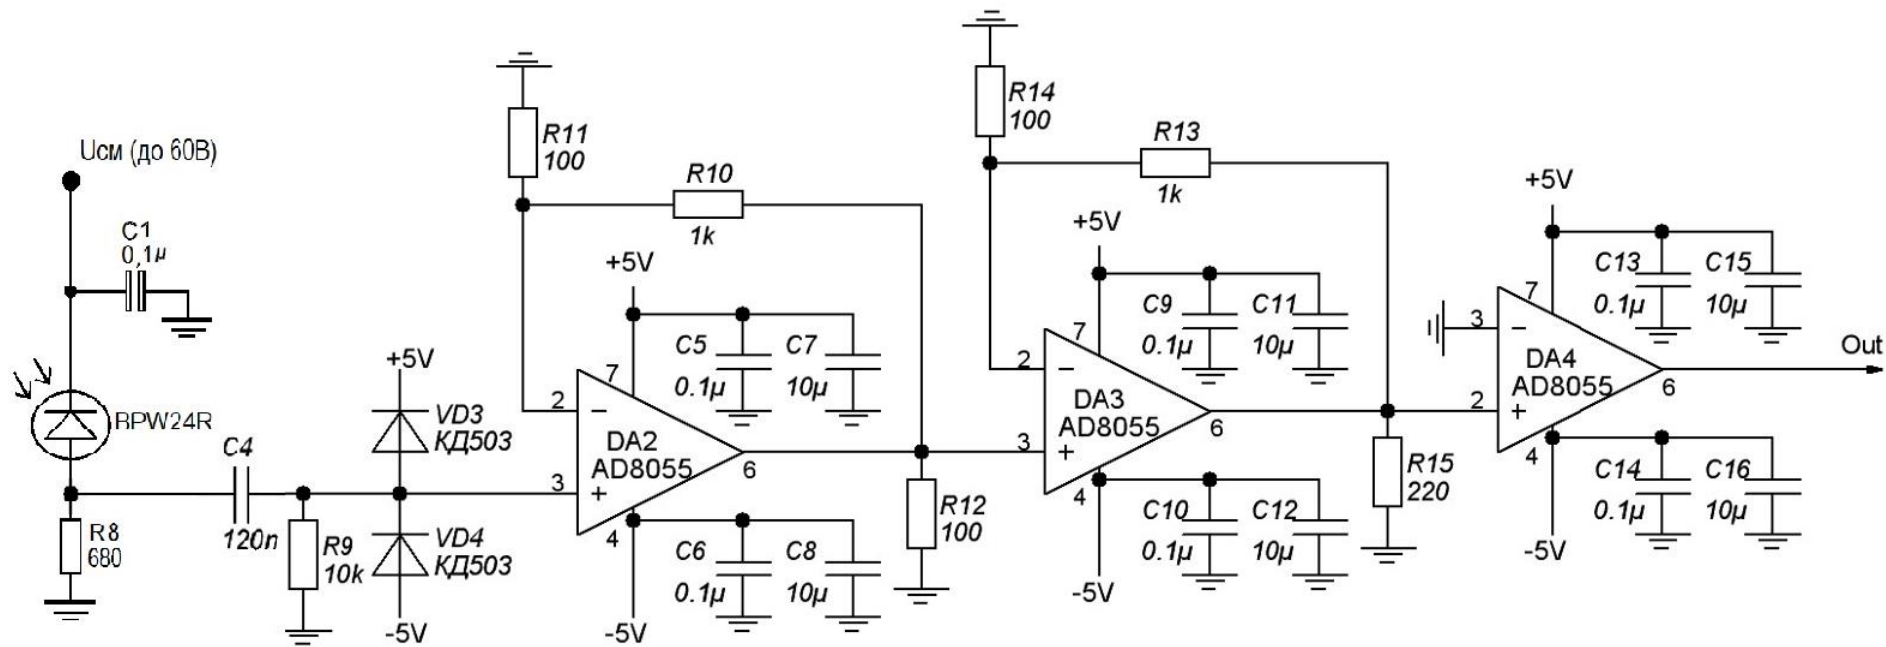 Uсм (до 60В)
C1
0,1µ
BPW24R
R8
680
C4
120n
R9
10k
+5V
VD3
КД503
VD4
КД503
-5V
R11
100
R10
1k
+5V
C5
0.1µ
C7
10µ
7
2
−
DA2
AD8055
6
3
+
4
C6
0.1µ
C8
10µ
-5V
R12
100
R14
100
R13
1k
+5V
C9
0.1µ
C11
10µ
7
2
−
DA3
AD8055
6
3
+
4
C10
0.1µ
C12
10µ
-5V
R15
220
+5V
C13
0.1µ
C15
10µ
7
3
−
DA4
AD8055
6
2
+
4
C14
0.1µ
C16
10µ
-5V
Out